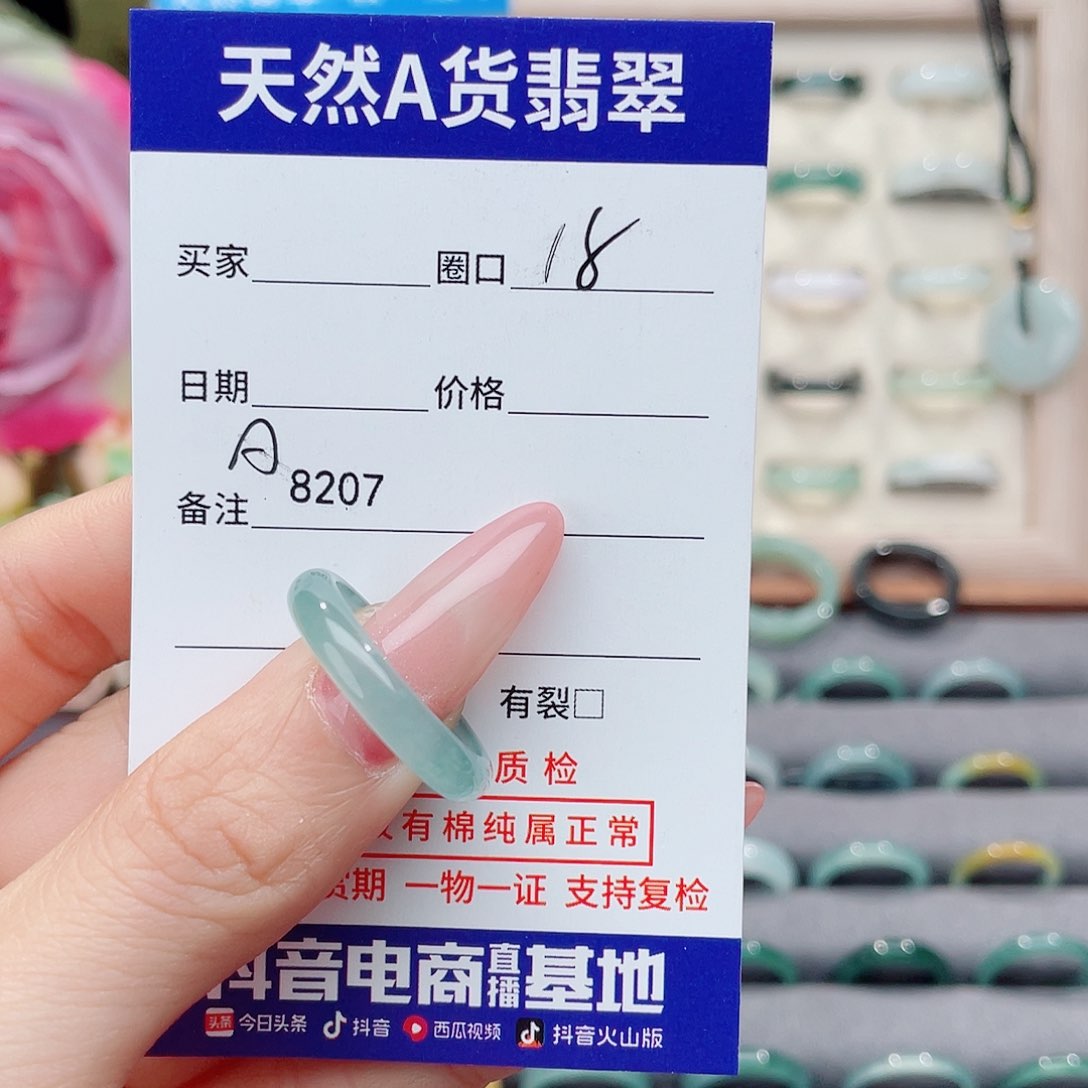 天然A货翡翠
买家 圈口 18
日期 价格
A 8207
备注
有裂□
质检
有棉纯属正常
货期 一物一证 支持复检
抖音电商直播基地
头条 今日头条 抖音 西瓜视频 抖音火山版